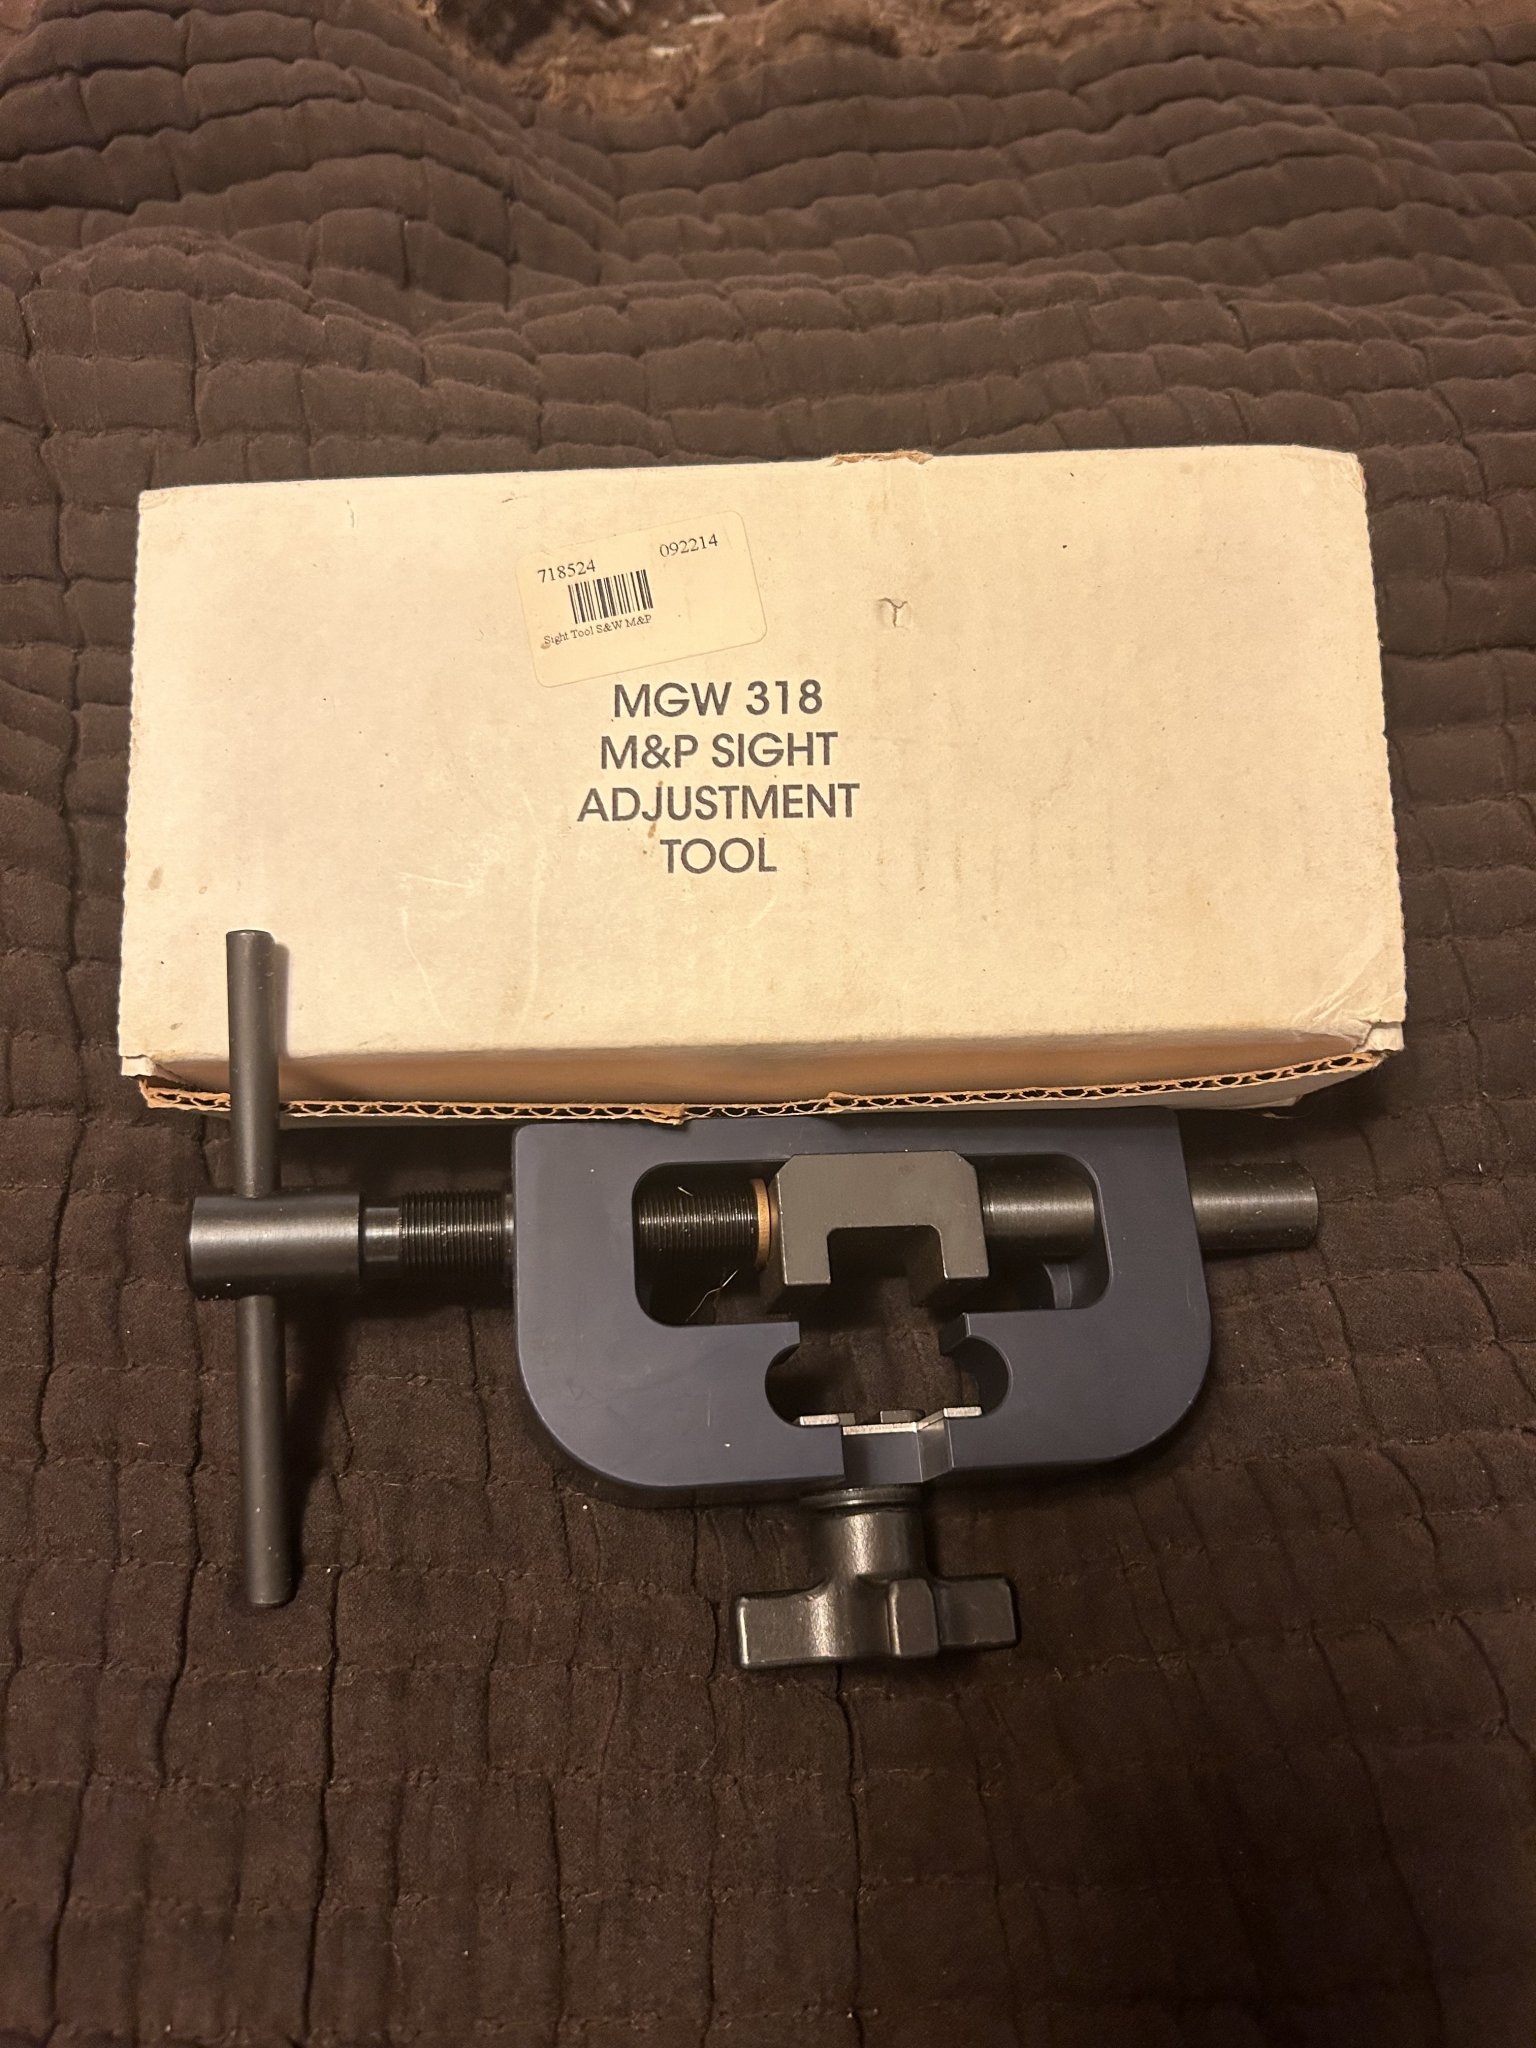 718524 092214
Sight Tool S&W M&P
MGW 318
M&P SIGHT
ADJUSTMENT
TOOL